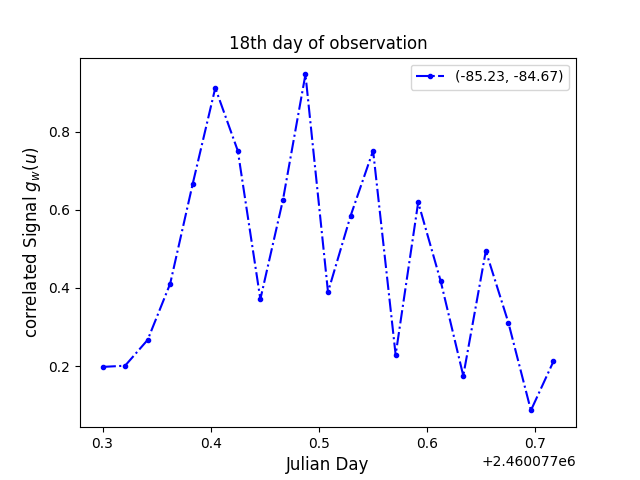 18th day of observation
(-85.23, -84.67)
correlated Signal g_w(u)
0.8
0.6
0.4
0.2
0.3 0.4 0.5 0.6 0.7
Julian Day
+2.460077e6